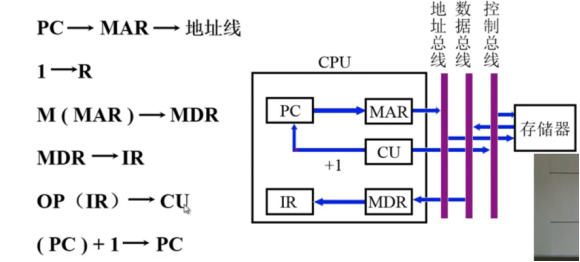 PC → MAR → 地址线
1 → R
M ( MAR ) → MDR
MDR → IR
OP（IR）→ CU
( PC ) + 1 → PC
地址总线
数据总线
控制总线
CPU
PC
MAR
CU
+1
IR
MDR
存储器